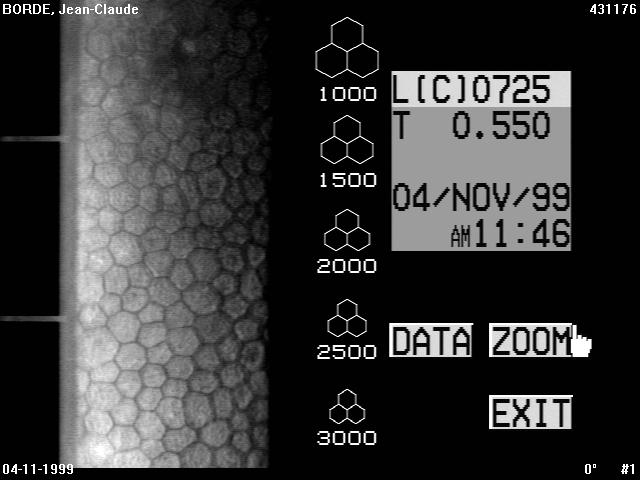 BORDE, Jean-Claude
431176
1000
1500
2000
2500
3000
L(C)0725
T 0.550
04/NOV/99
AM11:46
DATA
ZOOM
EXIT
04-11-1999
0°
#1